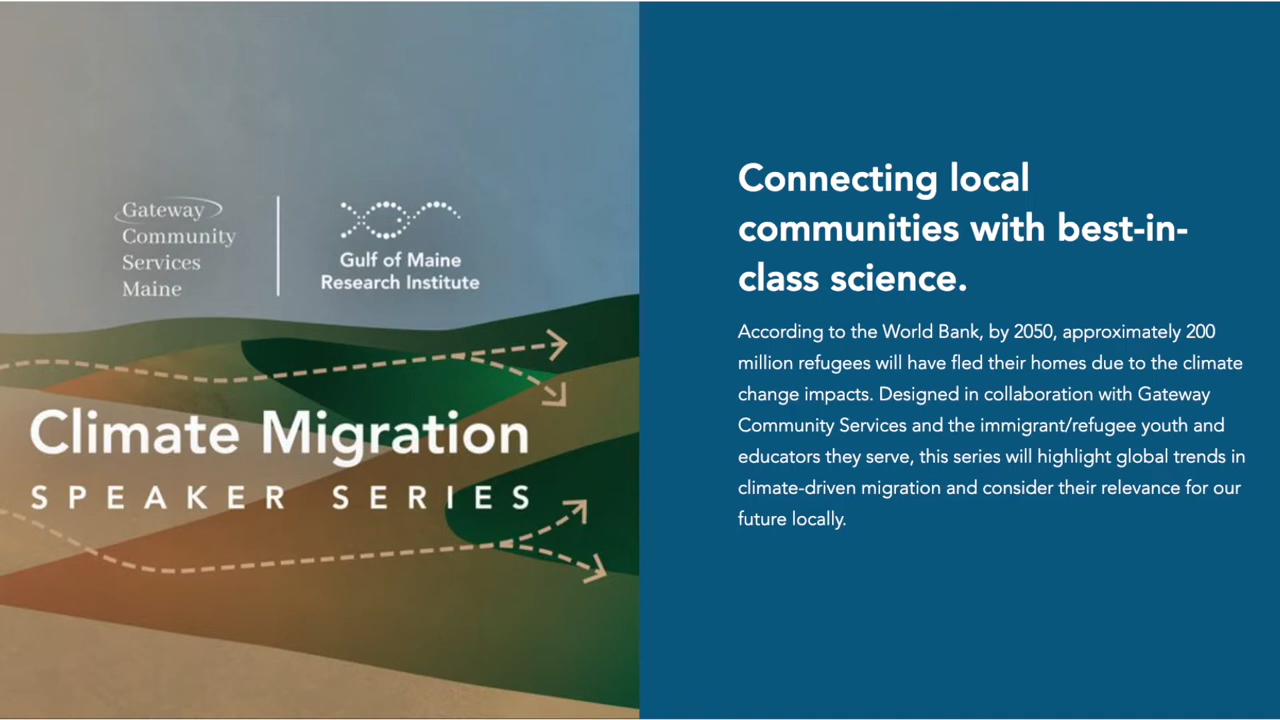 Gateway
Community
Services
Maine
Gulf of Maine
Research Institute
Climate Migration
SPEAKER SERIES
Connecting local
communities with best-in-
class science.
According to the World Bank, by 2050, approximately 200
million refugees will have fled their homes due to the climate
change impacts. Designed in collaboration with Gateway
Community Services and the immigrant/refugee youth and
educators they serve, this series will highlight global trends in
climate-driven migration and consider their relevance for our
future locally.